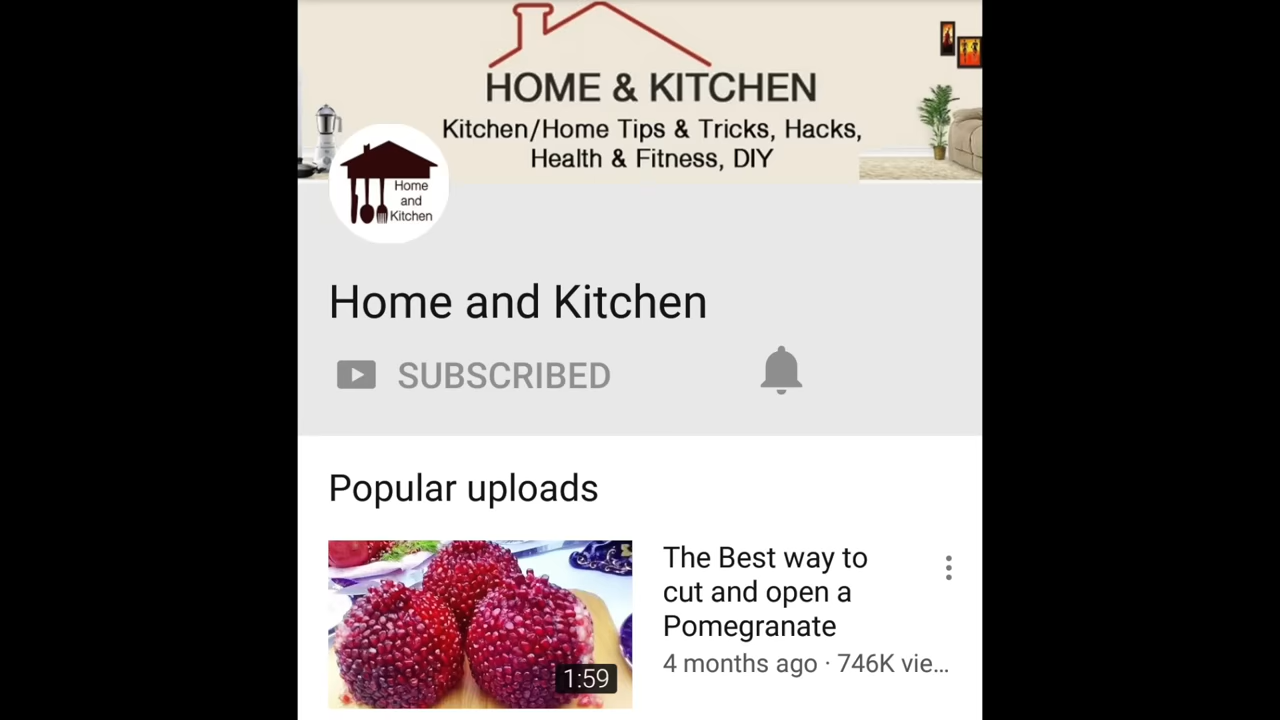 HOME & KITCHEN
Kitchen/Home Tips & Tricks, Hacks,
Health & Fitness, DIY
Home
and
Kitchen
Home and Kitchen
SUBSCRIBED
Popular uploads
The Best way to
cut and open a
Pomegranate
4 months ago · 746K vie...
1:59